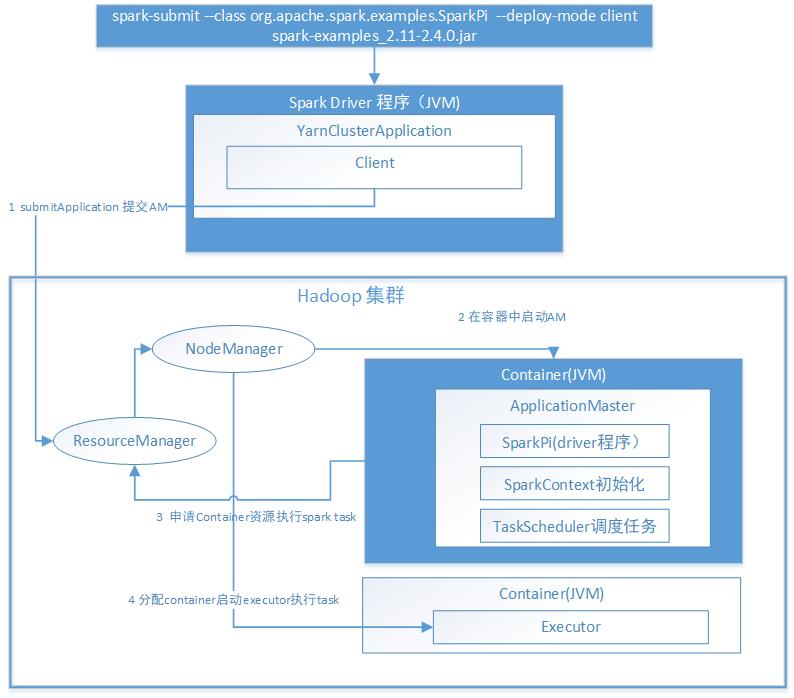 spark-submit --class org.apache.spark.examples.SparkPi --deploy-mode client
spark-examples_2.11-2.4.0.jar
Spark Driver 程序（JVM)
YarnClusterApplication
Client
1 submitApplication 提交AM
Hadoop 集群
2 在容器中启动AM
NodeManager
Container(JVM)
ApplicationMaster
ResourceManager
SparkPi(driver程序）
SparkContext初始化
TaskScheduler调度任务
3 申请Container资源执行spark task
4 分配container启动executor执行task
Container(JVM)
Executor